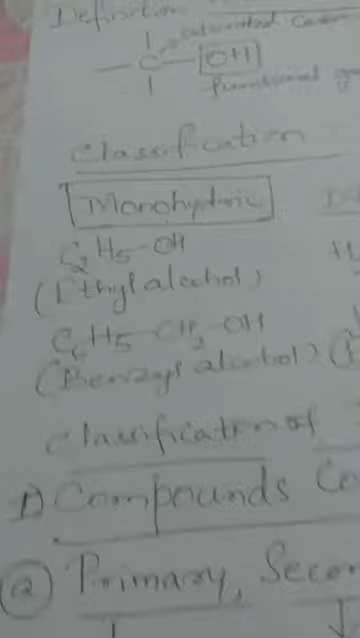 Definition
saturated
— C — OH
functional
Classification
Monohydric
C2H5-OH
(Ethyl alcohol)
C6H5-CH2-OH
(Benzyl alcohol)
Classification of
1) Compounds Co
(a) Primary, Secon